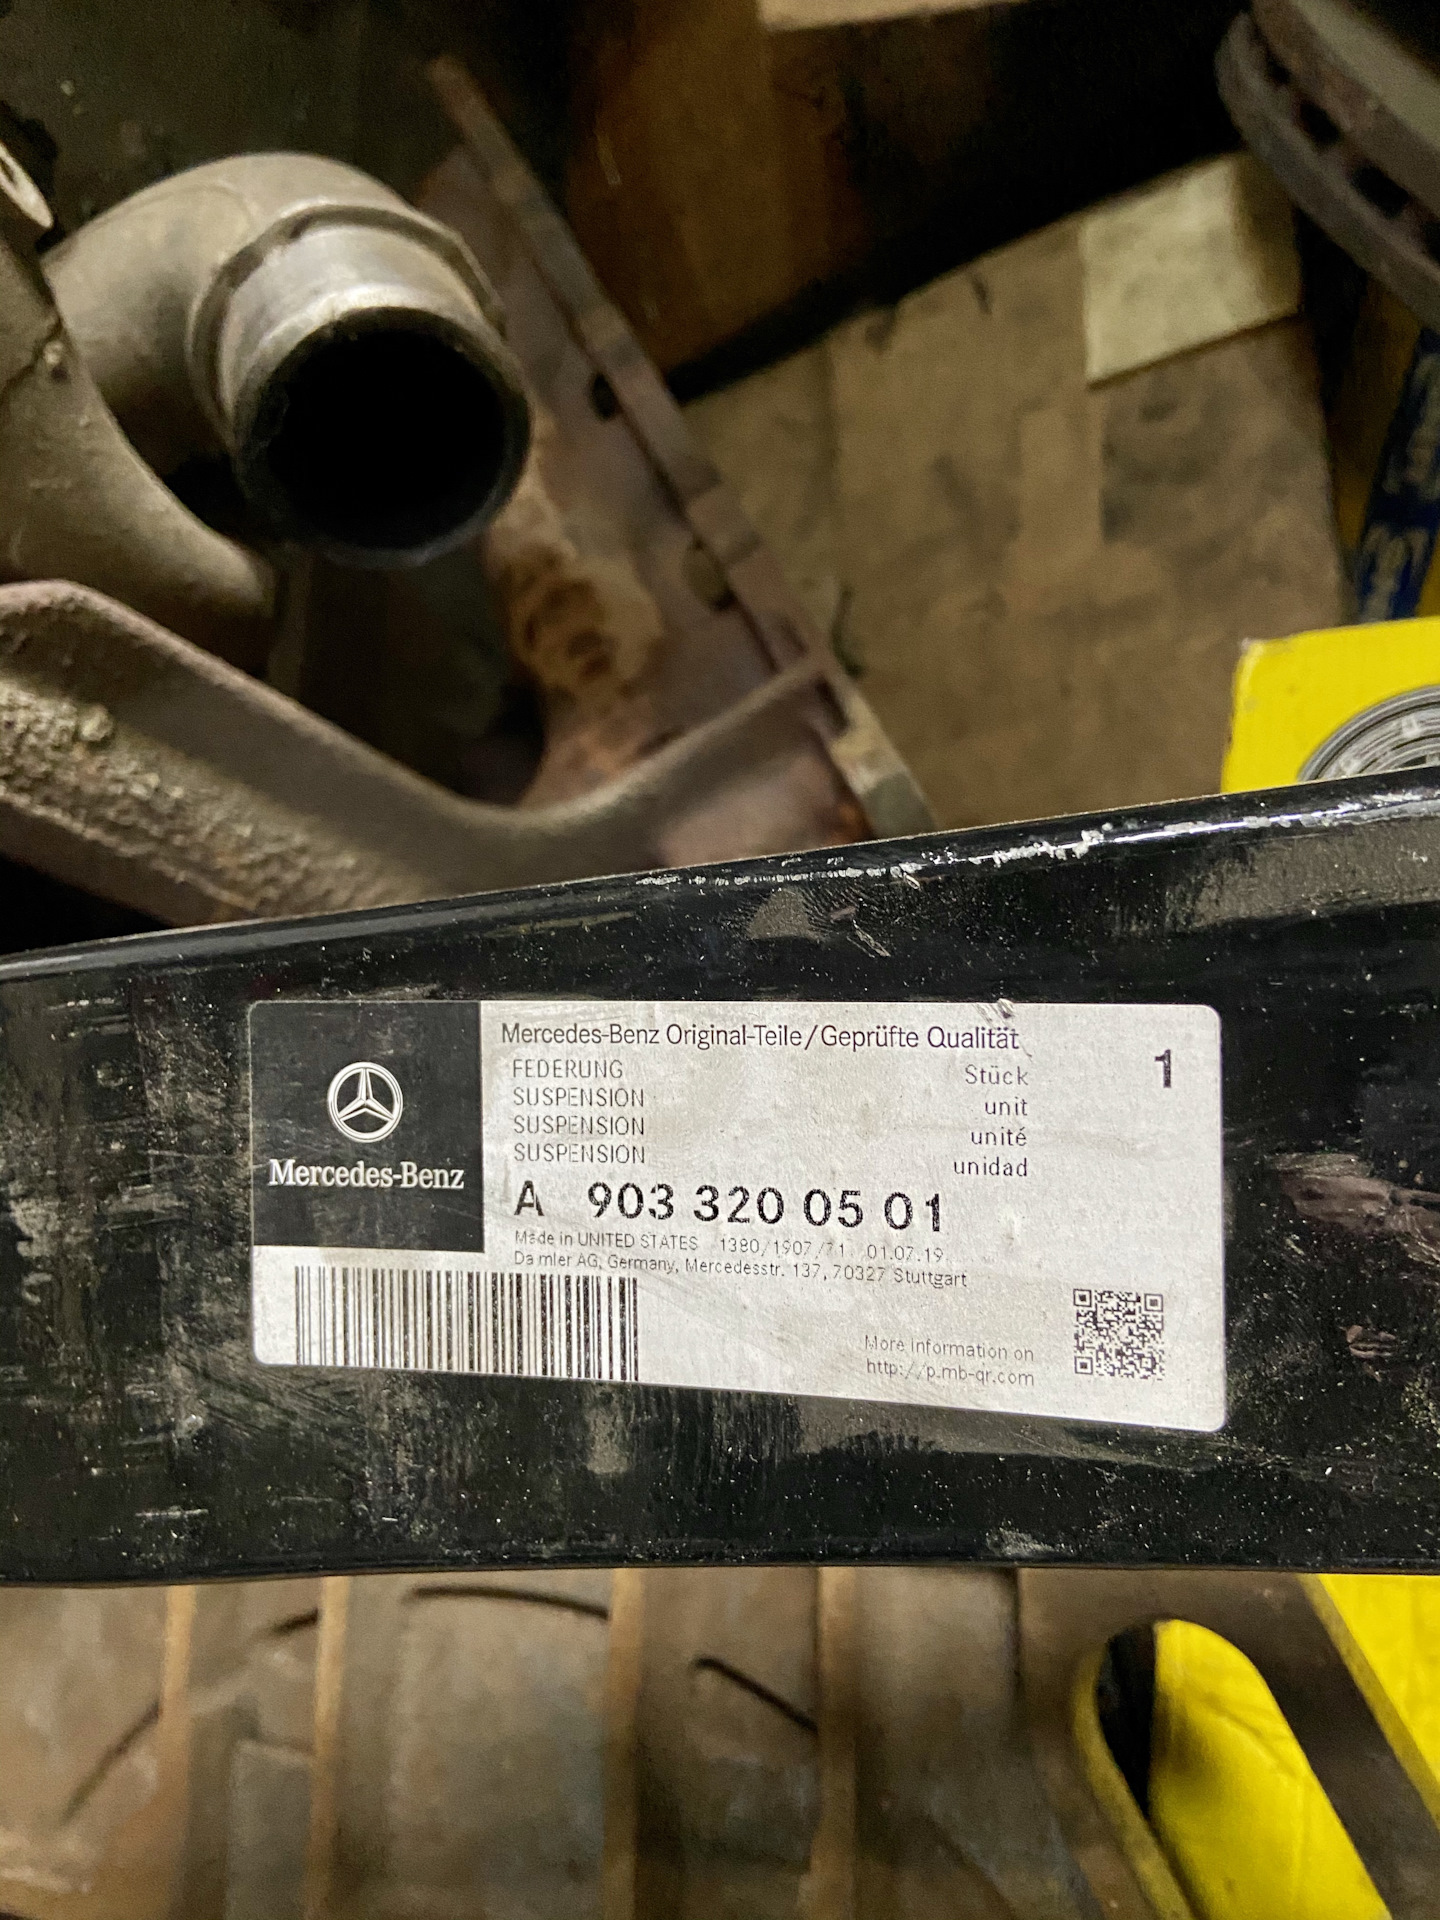 Mercedes-Benz
Mercedes-Benz Original-Teile/Geprüfte Qualität
FEDERUNG
SUSPENSION
SUSPENSION
SUSPENSION
Stück 1
unit
unité
unidad
A 903 320 05 01
Made in UNITED STATES 1380/1907/71 01.07.19
Daimler AG, Germany, Mercedesstr. 137, 70327 Stuttgart
More information on
http://p.mb-qr.com